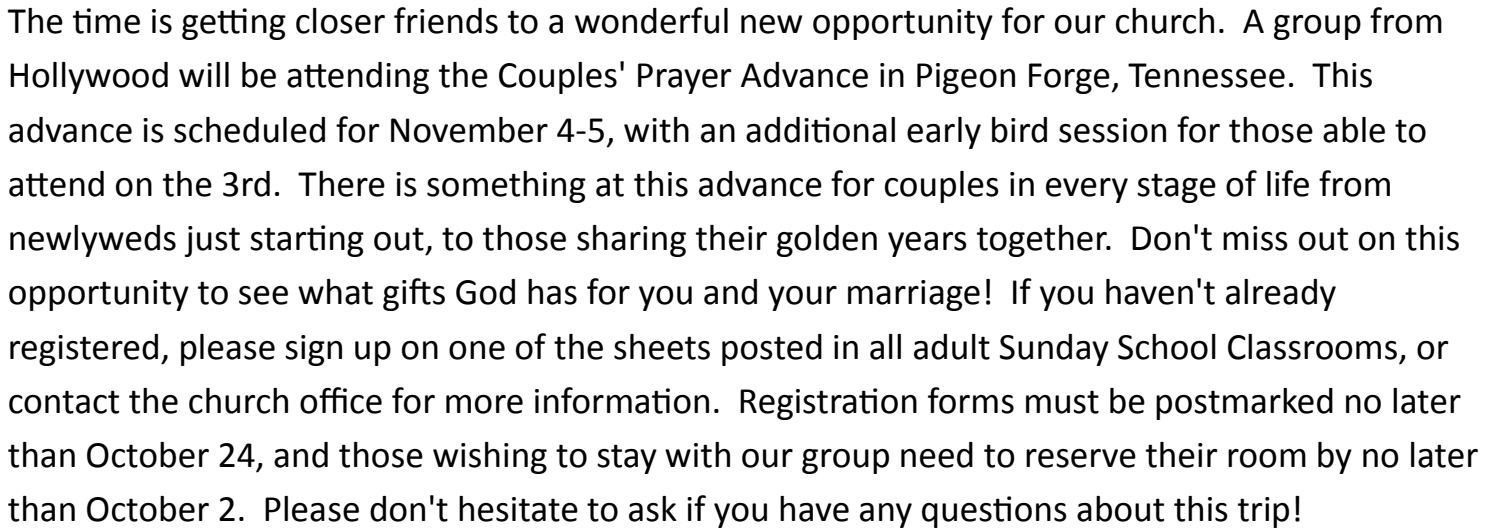 The time is getting closer friends to a wonderful new opportunity for our church.  A group from
Hollywood will be attending the Couples' Prayer Advance in Pigeon Forge, Tennessee.  This
advance is scheduled for November 4-5, with an additional early bird session for those able to
attend on the 3rd.  There is something at this advance for couples in every stage of life from
newlyweds just starting out, to those sharing their golden years together.  Don't miss out on this
opportunity to see what gifts God has for you and your marriage!  If you haven't already
registered, please sign up on one of the sheets posted in all adult Sunday School Classrooms, or
contact the church office for more information.  Registration forms must be postmarked no later
than October 24, and those wishing to stay with our group need to reserve their room by no later
than October 2.  Please don't hesitate to ask if you have any questions about this trip!